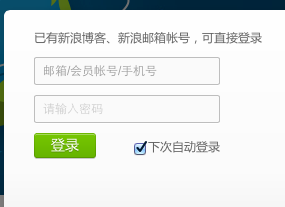 已有新浪博客、新浪邮箱帐号，可直接登录
邮箱/会员帐号/手机号
请输入密码
登录 下次自动登录